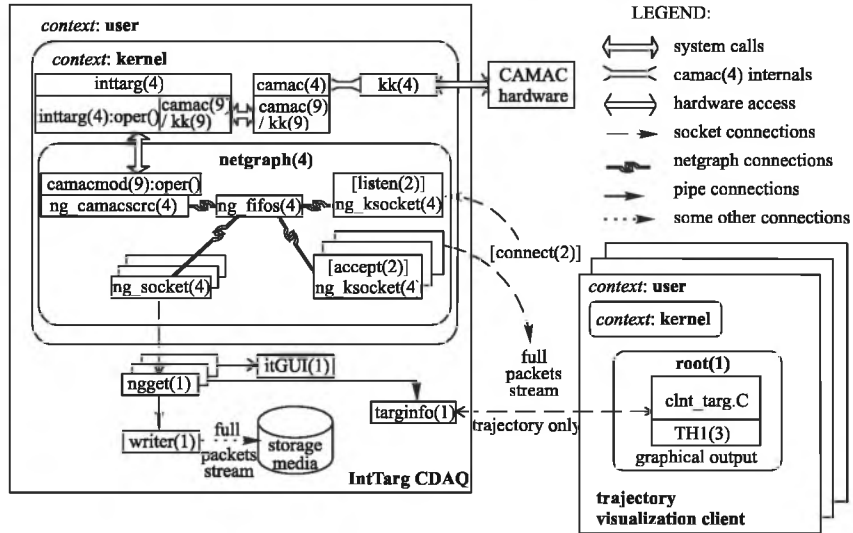 context: user
context: kernel
inttarg(4)
inttarg(4):oper()
camac(9)
/ kk(9)
camac(4)
camac(9)
/ kk(9)
kk(4)
CAMAC
hardware
netgraph(4)
camacmod(9):oper()
ng_camacscrc(4)
ng_fifos(4)
[listen(2)]
ng_ksocket(4)
[accept(2)]
ng_ksocket(4)
ng_socket(4)
[connect(2)]
full
packets
stream
ngget(1)
itGUI(1)
targinfo(1)
trajectory only
writer(1)
full
packets
stream
storage
media
IntTarg CDAQ
LEGEND:
system calls
camac(4) internals
hardware access
socket connections
netgraph connections
pipe connections
some other connections
context: user
context: kernel
root(1)
clnt_targ.C
TH1(3)
graphical output
trajectory
visualization client